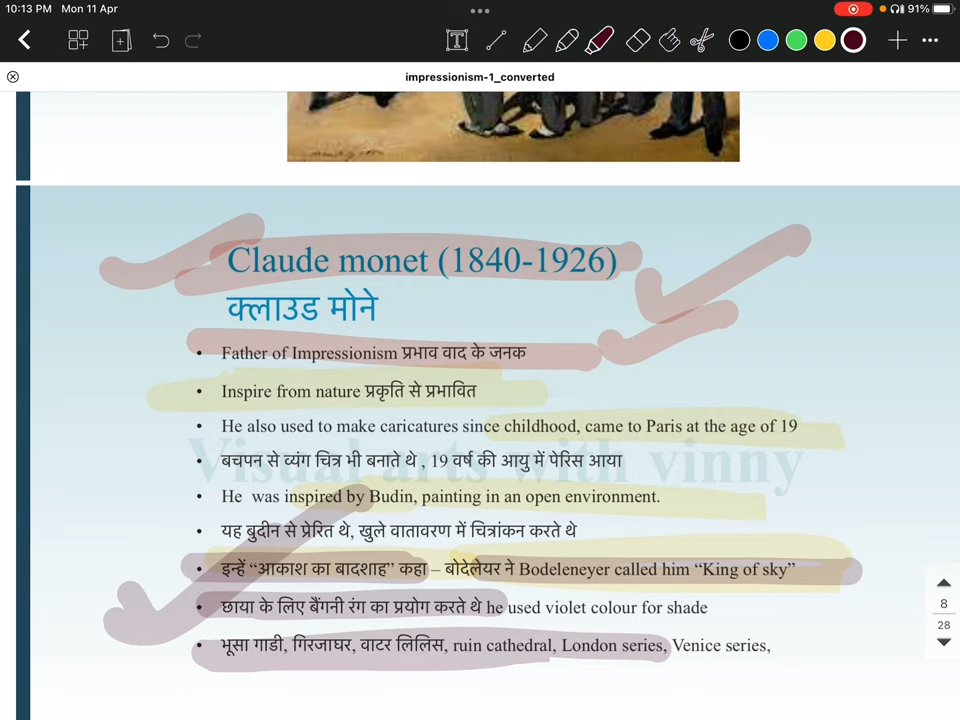 10:13 PM Mon 11 Apr
91%
impressionism-1_converted
Claude monet (1840-1926)
क्लाउड मोने
• Father of Impressionism प्रभाव वाद के जनक
• Inspire from nature प्रकृति से प्रभावित
• He also used to make caricatures since childhood, came to Paris at the age of 19
Visual arts with vinny
• बचपन से व्यंग चित्र भी बनाते थे , 19 वर्ष की आयु में पेरिस आया
• He was inspired by Budin, painting in an open environment.
• यह बुदीन से प्रेरित थे, खुले वातावरण में चित्रांकन करते थे
• इन्हें “आकाश का बादशाह” कहा – बोदेलेयर ने Bodeleneyer called him “King of sky”
• छाया के लिए बैंगनी रंग का प्रयोग करते थे he used violet colour for shade
• भूसा गाडी, गिरजाघर, वाटर लिलिस, ruin cathedral, London series, Venice series,
8
28